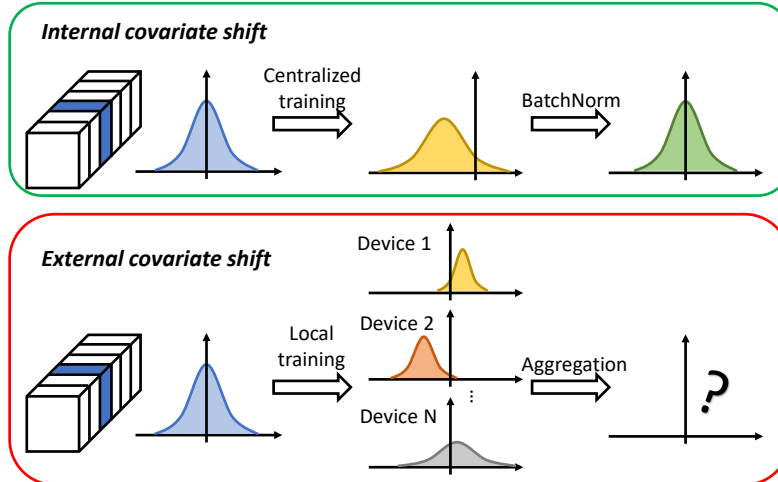 Internal covariate shift
Centralized
training
BatchNorm
External covariate shift
Device 1
Local
training
Device 2
Aggregation
...
Device N
?